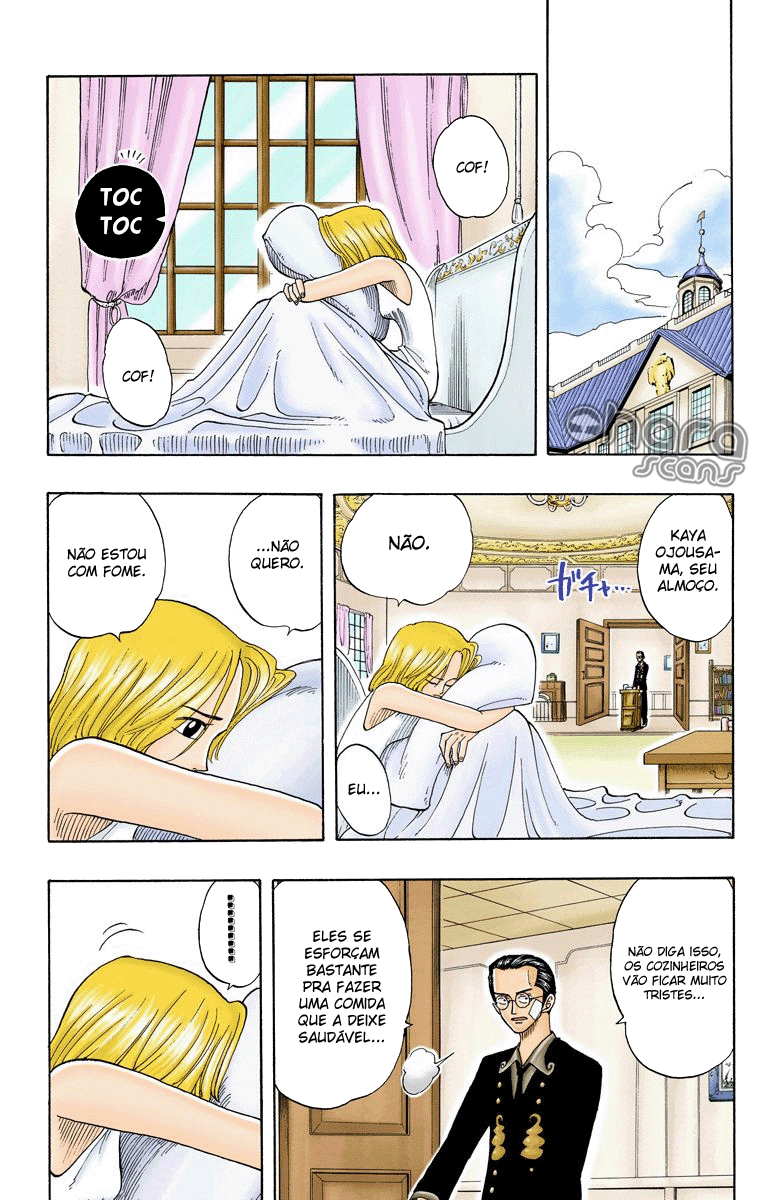 COF!
TOC
TOC
COF!
Ohara
scans
KAYA
OJOUSA-
MA, SEU
ALMOÇO.
ガチャ...
NÃO.
EU...
...NÃO
QUERO.
NÃO ESTOU
COM FOME.
NÃO DIGA ISSO,
OS COZINHEIROS
VÃO FICAR MUITO
TRISTES...
ELES SE
ESFORÇAM
BASTANTE
PRA FAZER
UMA COMIDA
QUE A DEIXE
SAUDÁVEL...
.........